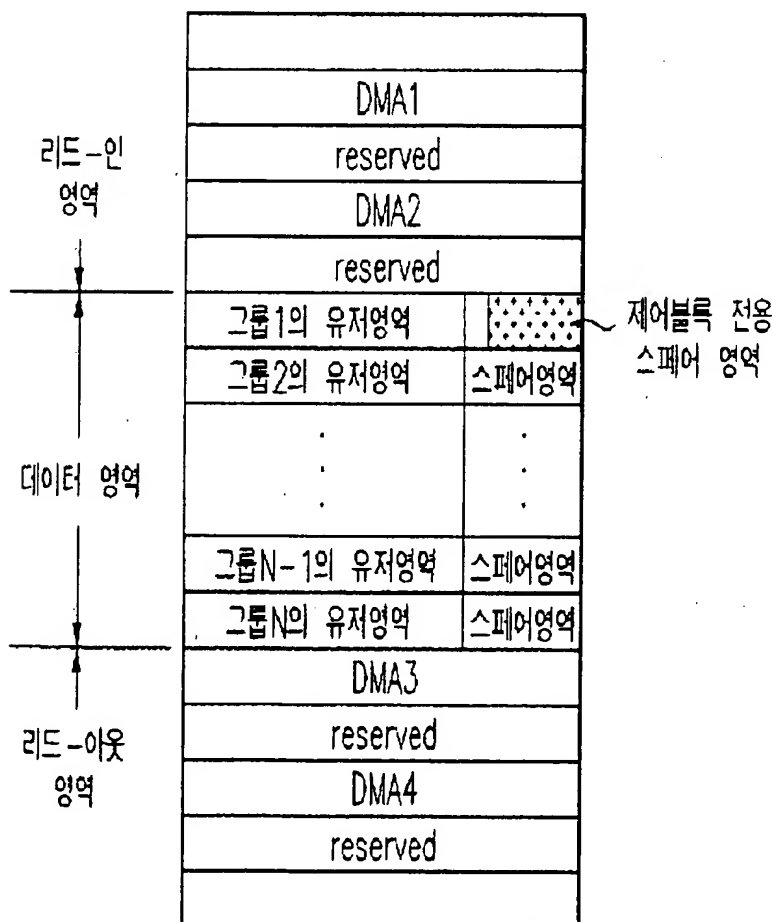 DMA1
reserved
DMA2
reserved
리드-인
영역
그룹1의 유저영역
제어블록 전용
스페어 영역
그룹2의 유저영역 스페어영역
데이터 영역
그룹N-1의 유저영역 스페어영역
그룹N의 유저영역 스페어영역
DMA3
reserved
DMA4
reserved
리드-아웃
영역